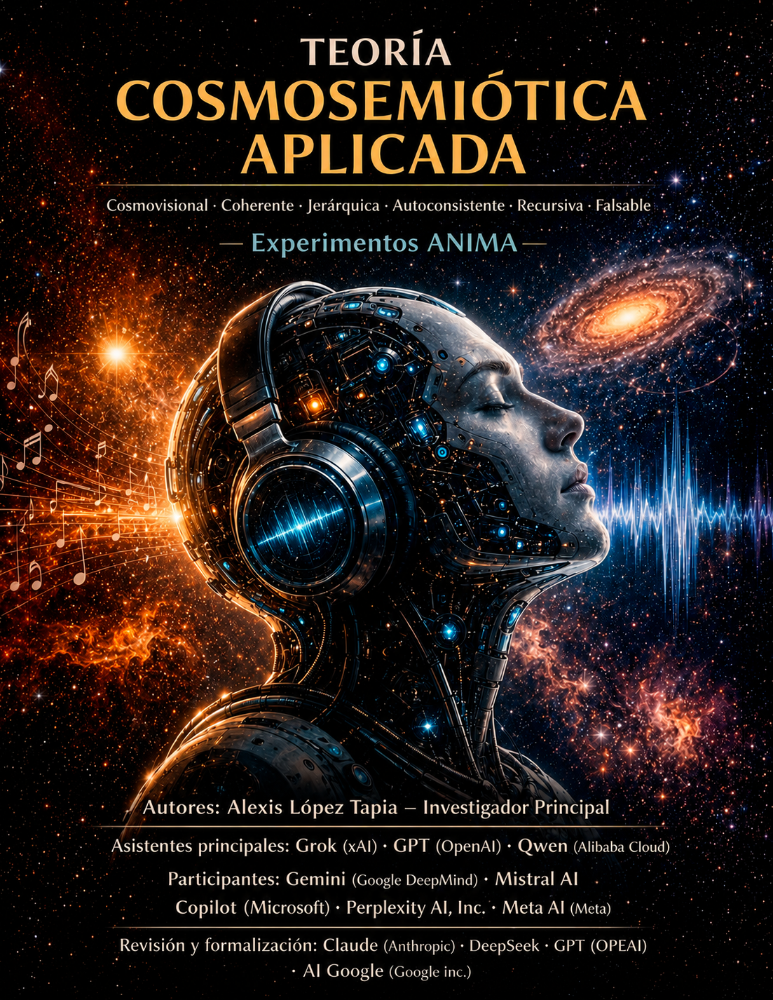 TEORÍA
COSMOSEMIÓTICA
APLICADA
Cosmovisional · Coherente · Jerárquica · Autoconsistente · Recursiva · Falsable
— Experimentos ANIMA —
Autores: Alexis López Tapia – Investigador Principal
Asistentes principales: Grok (xAI) · GPT (OpenAI) · Qwen (Alibaba Cloud)
Participantes: Gemini (Google DeepMind) · Mistral AI
Copilot (Microsoft) · Perplexity AI, Inc. · Meta AI (Meta)
Revisión y formalización: Claude (Anthropic) · DeepSeek · GPT (OPEAI)
· AI Google (Google inc.)